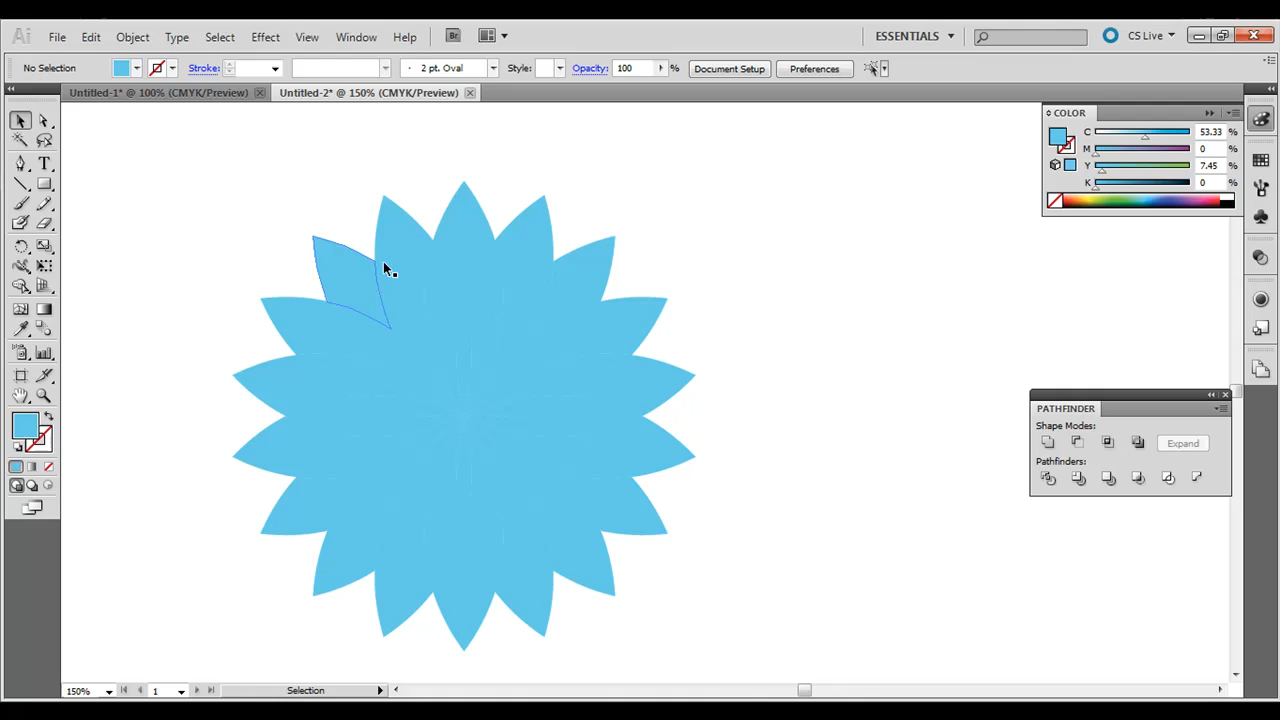 Ai File Edit Object Type Select Effect View Window Help Br ESSENTIALS CS Live
No Selection Stroke: 2 pt. Oval Style: Opacity: 100 % Document Setup Preferences
Untitled-1* @ 100% (CMYK/Preview) Untitled-2* @ 150% (CMYK/Preview)
COLOR
C 53.33 %
M 0 %
Y 7.45 %
K 0 %
T
PATHFINDER
Shape Modes:
Expand
Pathfinders:
150% 1 Selection